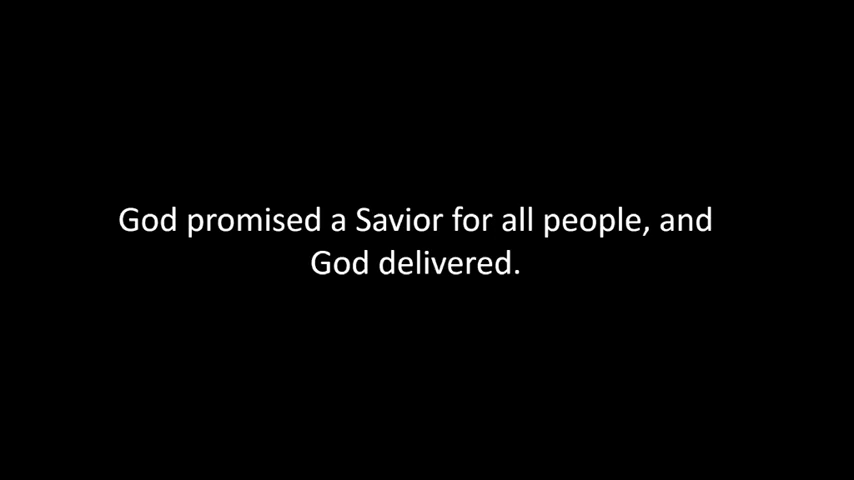 God promised a Savior for all people, and
God delivered.